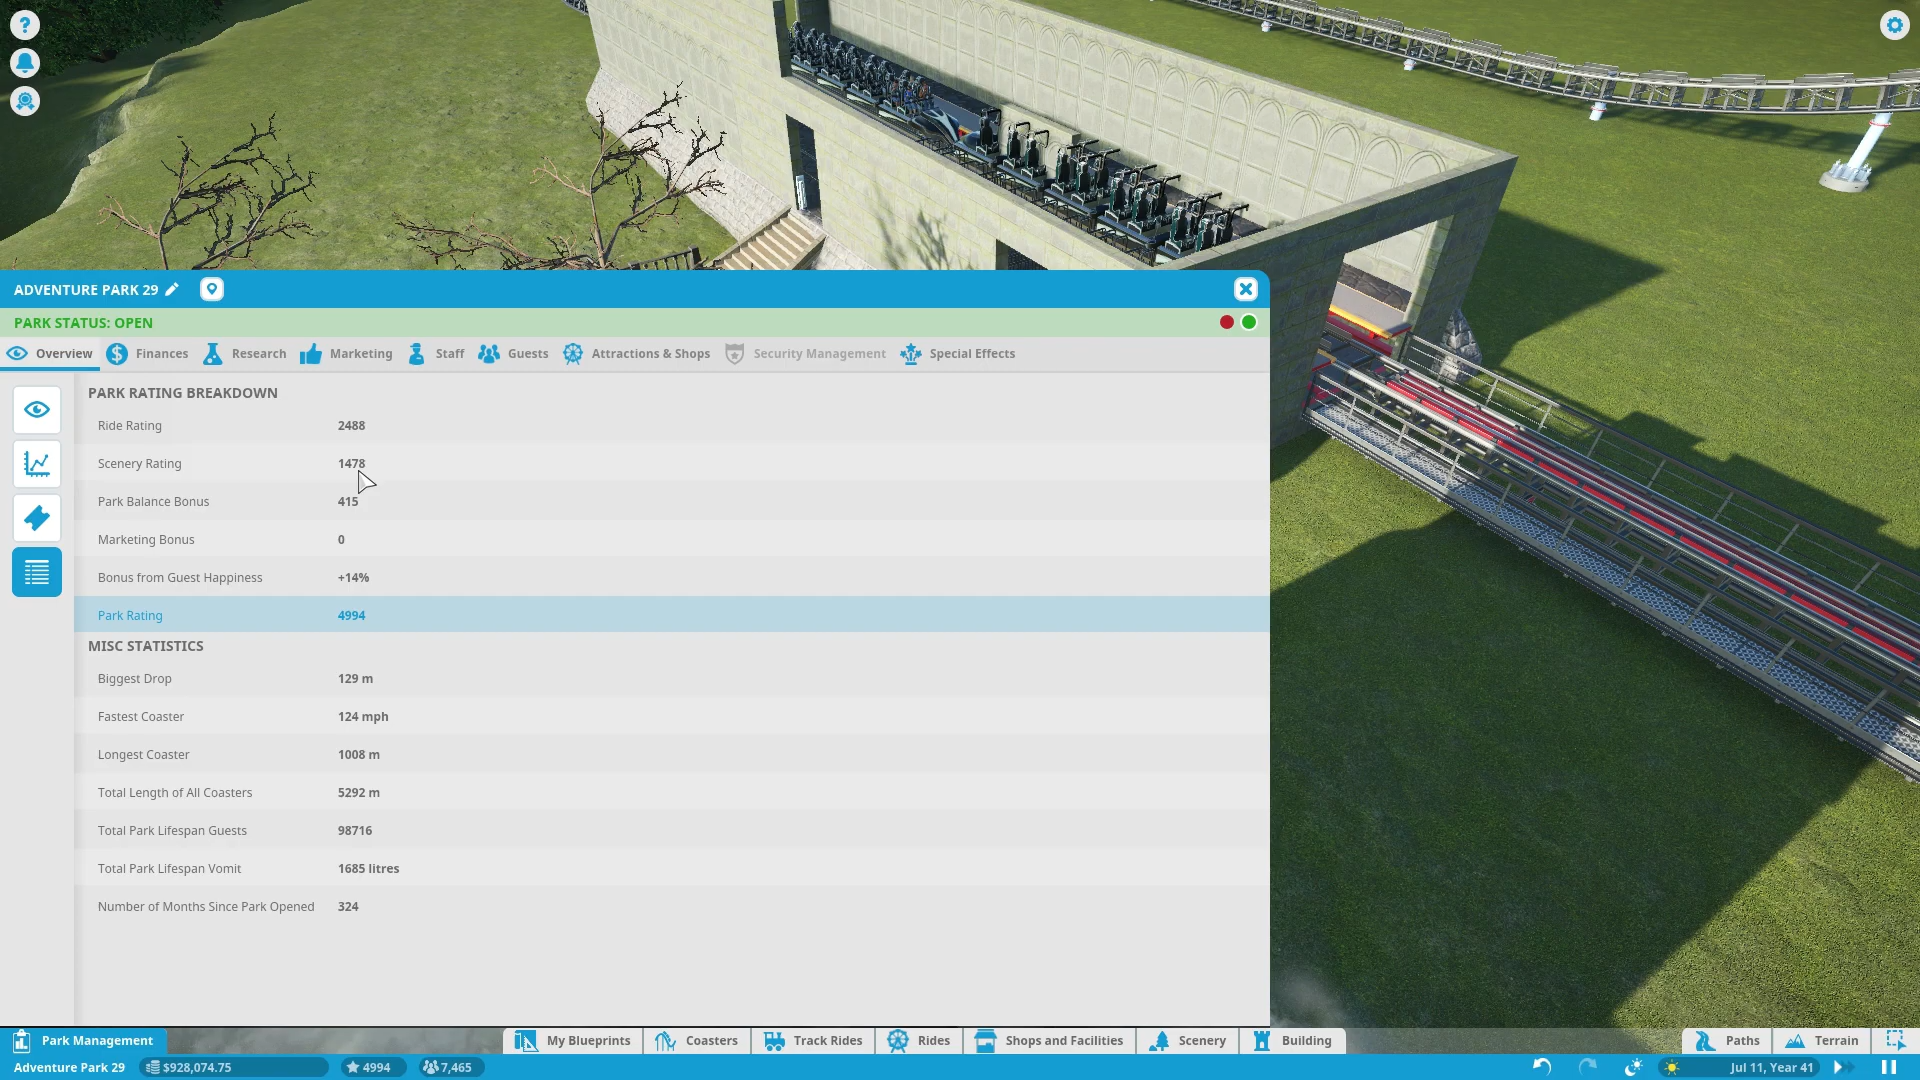 ADVENTURE PARK 29
PARK STATUS: OPEN
Overview Finances Research Marketing Staff Guests Attractions & Shops Security Management Special Effects
PARK RATING BREAKDOWN
Ride Rating 2488
Scenery Rating 1478
Park Balance Bonus 415
Marketing Bonus 0
Bonus from Guest Happiness +14%
Park Rating 4994
MISC STATISTICS
Biggest Drop 129 m
Fastest Coaster 124 mph
Longest Coaster 1008 m
Total Length of All Coasters 5292 m
Total Park Lifespan Guests 98716
Total Park Lifespan Vomit 1685 litres
Number of Months Since Park Opened 324
Park Management My Blueprints Coasters Track Rides Rides Shops and Facilities Scenery Building Paths Terrain
Adventure Park 29 $928,074.75 4994 7,465 Jul 11, Year 41